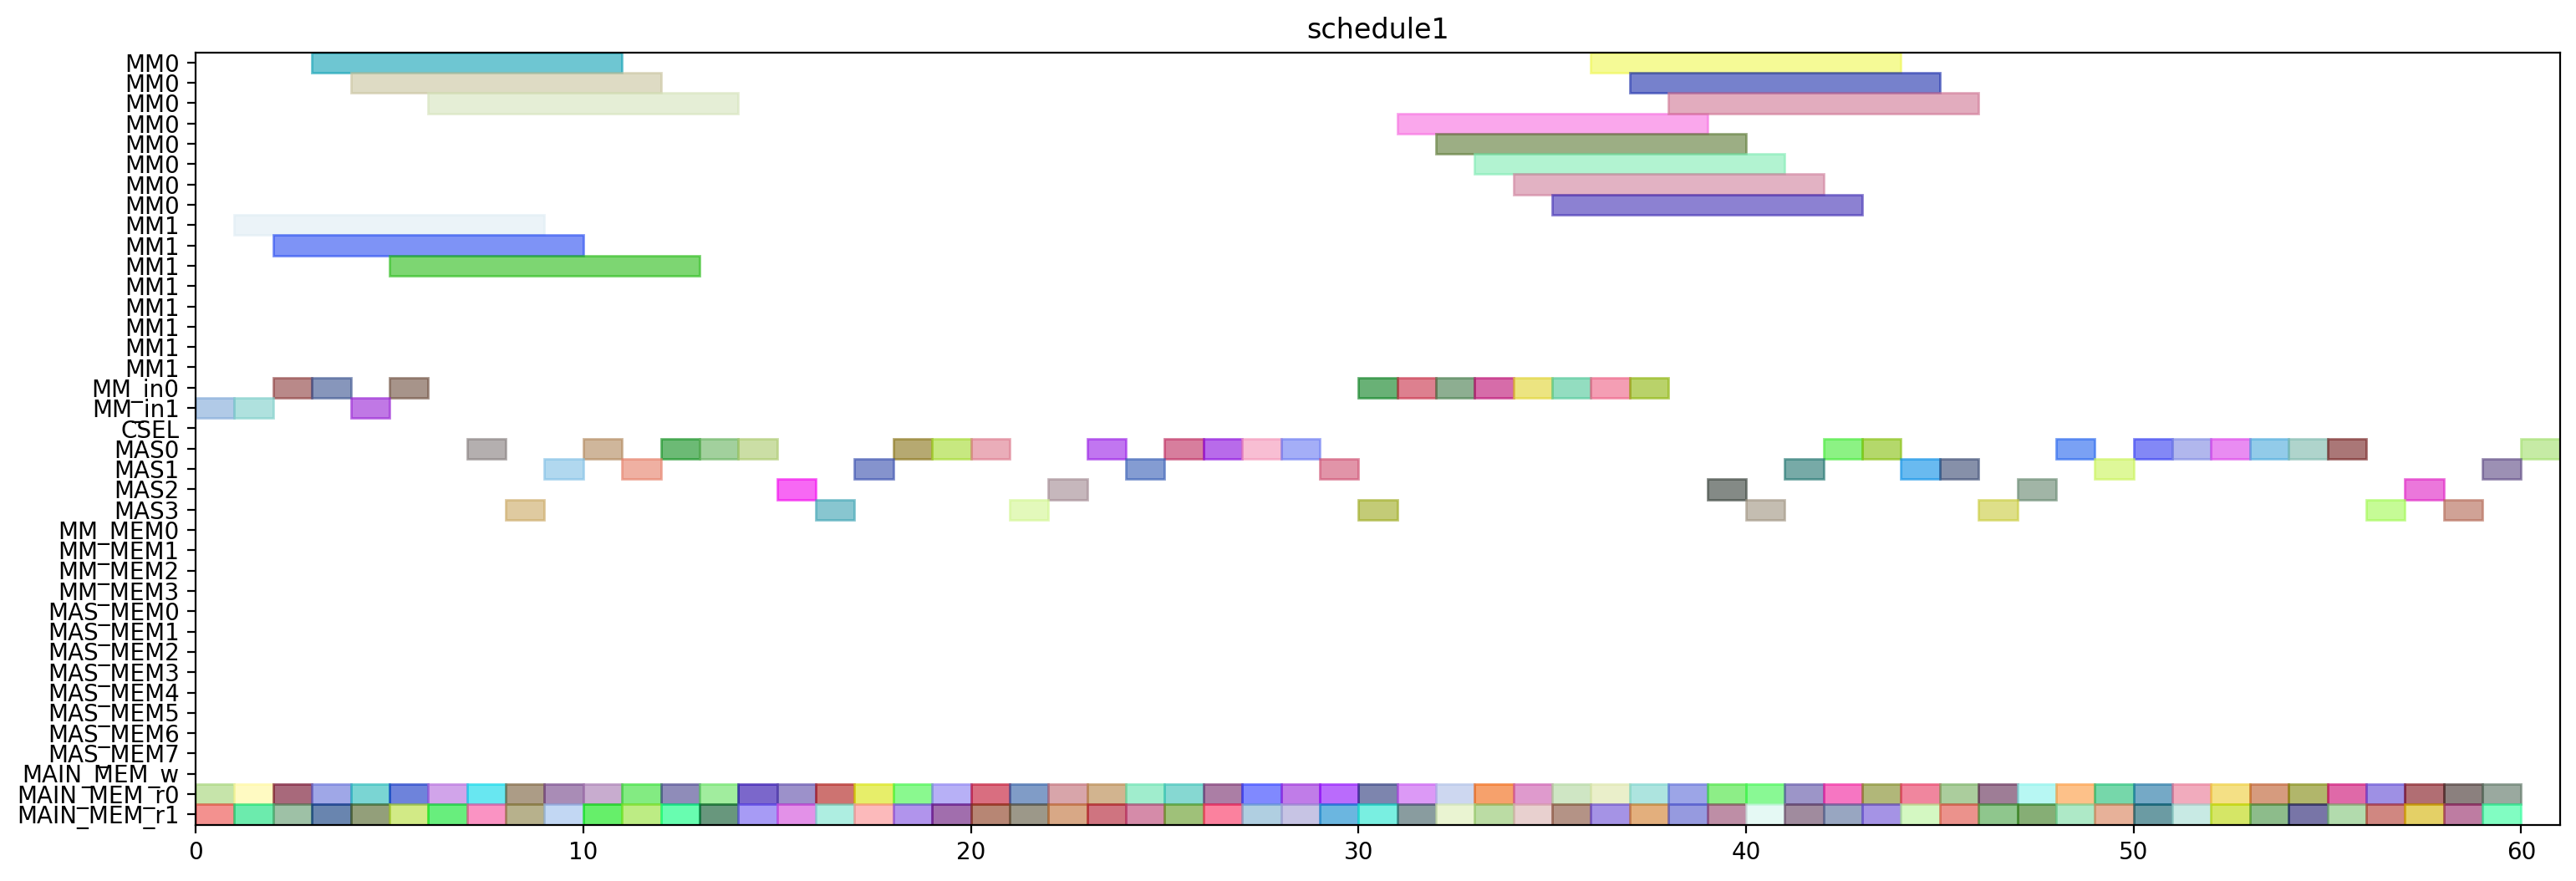 schedule1
MM0
MM0
MM0
MM0
MM0
MM0
MM0
MM0
MM1
MM1
MM1
MM1
MM1
MM1
MM1
MM1
MM_in0
MM_in1
CSEL
MAS0
MAS1
MAS2
MAS3
MM_MEM0
MM_MEM1
MM_MEM2
MM_MEM3
MAS_MEM0
MAS_MEM1
MAS_MEM2
MAS_MEM3
MAS_MEM4
MAS_MEM5
MAS_MEM6
MAS_MEM7
MAIN_MEM_w
MAIN_MEM_r0
MAIN_MEM_r1
0 10 20 30 40 50 60